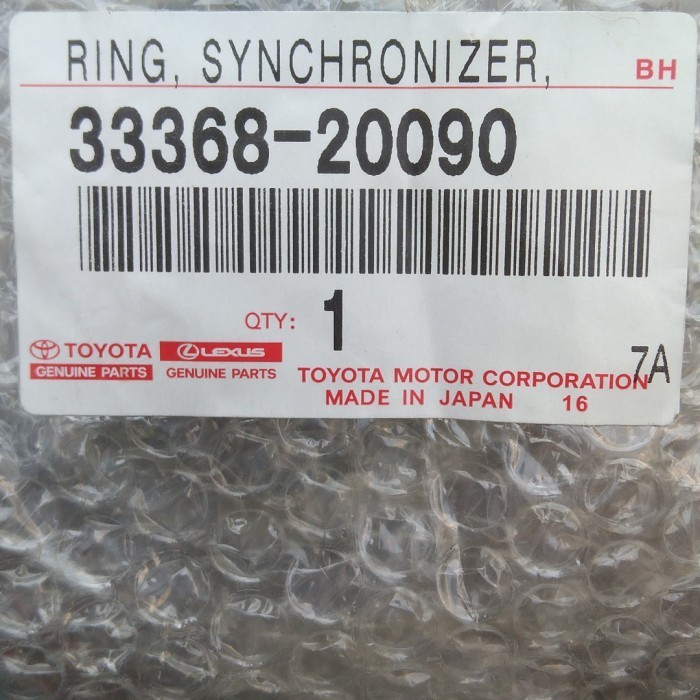 RING, SYNCHRONIZER, BH
33368-20090
QTY: 1
TOYOTA LEXUS 7A
GENUINE PARTS GENUINE PARTS TOYOTA MOTOR CORPORATION
MADE IN JAPAN 16